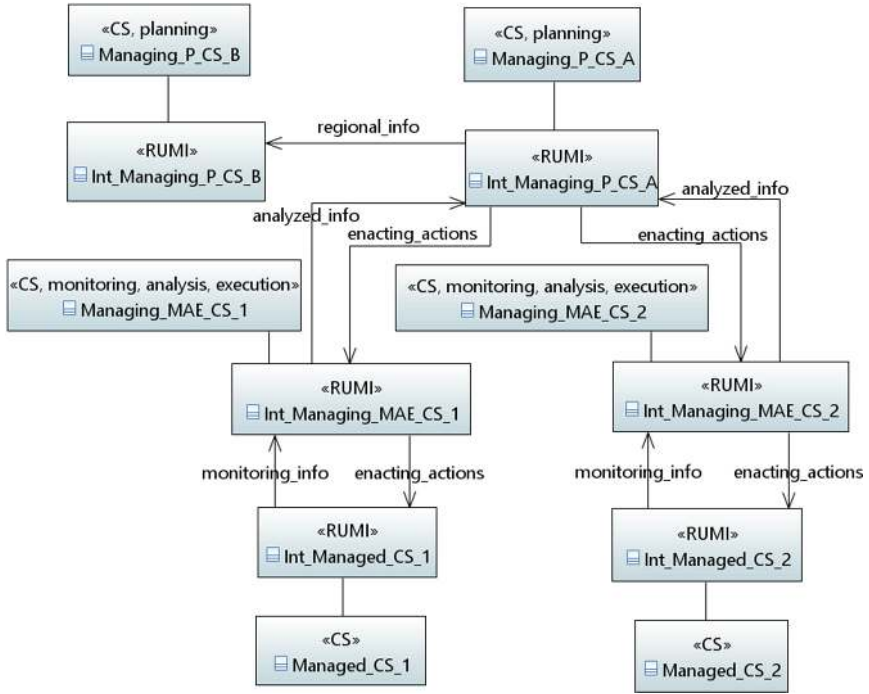 «CS, planning»
Managing_P_CS_B
«CS, planning»
Managing_P_CS_A
regional_info
«RUMI»
Int_Managing_P_CS_B
«RUMI»
Int_Managing_P_CS_A
analyzed_info
analyzed_info
enacting_actions
enacting_actions
«CS, monitoring, analysis, execution»
Managing_MAE_CS_1
«CS, monitoring, analysis, execution»
Managing_MAE_CS_2
«RUMI»
Int_Managing_MAE_CS_1
«RUMI»
Int_Managing_MAE_CS_2
monitoring_info
enacting_actions
monitoring_info
enacting_actions
«RUMI»
Int_Managed_CS_1
«RUMI»
Int_Managed_CS_2
«CS»
Managed_CS_1
«CS»
Managed_CS_2